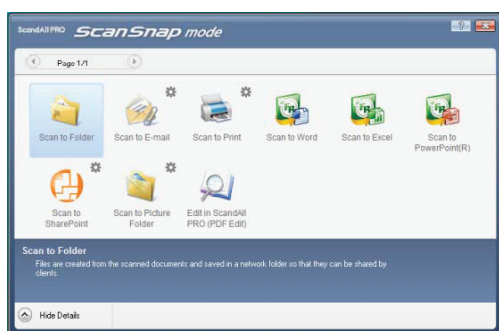 ScandAll PRO ScanSnap mode
Page 1/1
Scan to Folder
Scan to E-mail
Scan to Print
Scan to Word
Scan to Excel
Scan to
PowerPoint(R)
Scan to
SharePoint
Scan to Picture
Folder
Edit in ScandAll
PRO (PDF Edit)
Scan to Folder
Files are created from the scanned documents and saved in a network folder so that they can be shared by
clients.
Hide Details